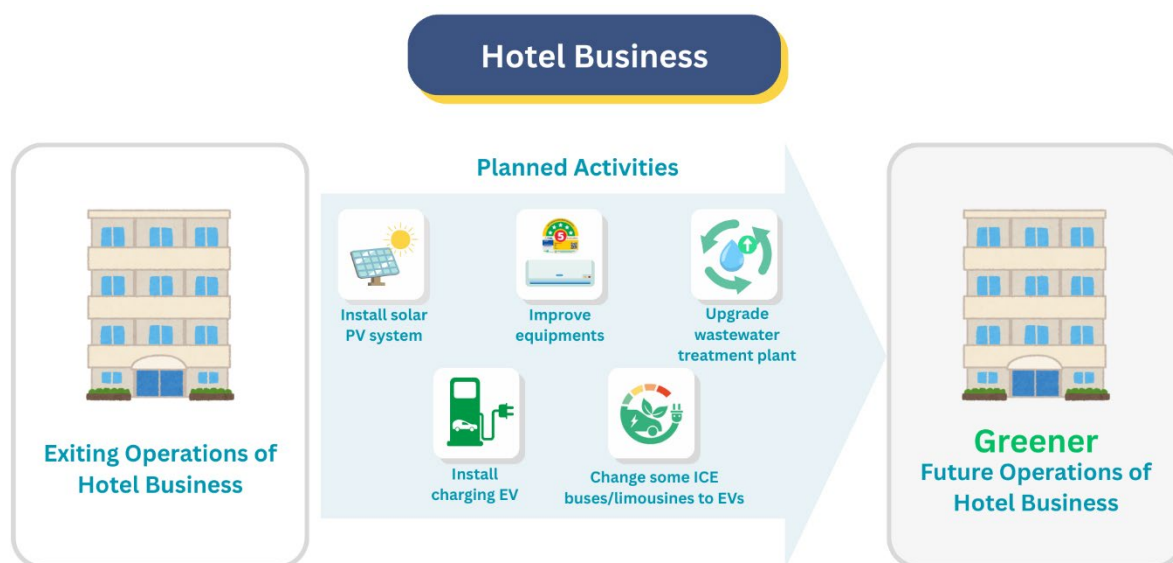 Hotel Business
Planned Activities
Install solar
PV system
5
Improve
equipments
Upgrade
wastewater
treatment plant
Install
charging EV
Change some ICE
buses/limousines to EVs
Exiting Operations of
Hotel Business
Greener
Future Operations of
Hotel Business